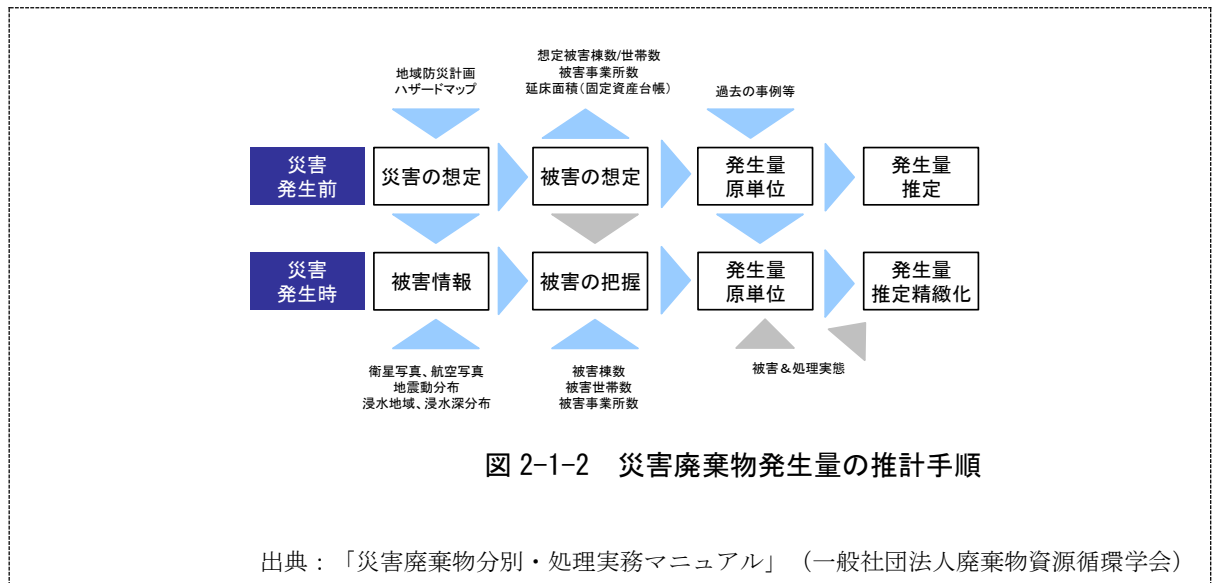 地域防災計画
ハザードマップ
想定被害棟数/世帯数
被害事業所数
延床面積(固定資産台帳)
過去の事例等
災害
発生前
災害の想定
被害の想定
発生量
原単位
発生量
推定
災害
発生時
被害情報
被害の把握
発生量
原単位
発生量
推定精緻化
衛星写真、航空写真
地震動分布
浸水地域、浸水深分布
被害棟数
被害世帯数
被害事業所数
被害&処理実態
図 2-1-2 災害廃棄物発生量の推計手順
出典:「災害廃棄物分別・処理実務マニュアル」(一般社団法人廃棄物資源循環学会)